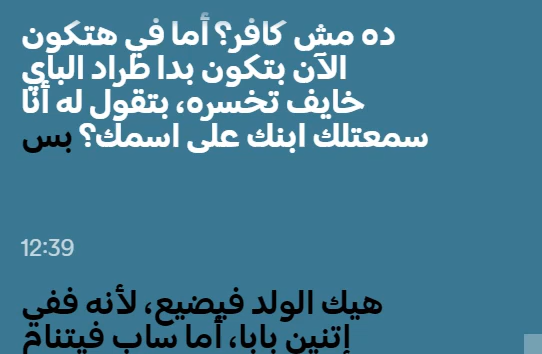 ده مش كافر؟ أما في هتكون
الآن بتكون بدا طراد الباي
خايف تخسره، بتقول له أنا
سمعتلك ابنك على اسمك؟ بس
12:39
هيك الولد فيضيع، لأنه ففي
إتنين بابا، أما ساب فيتنام